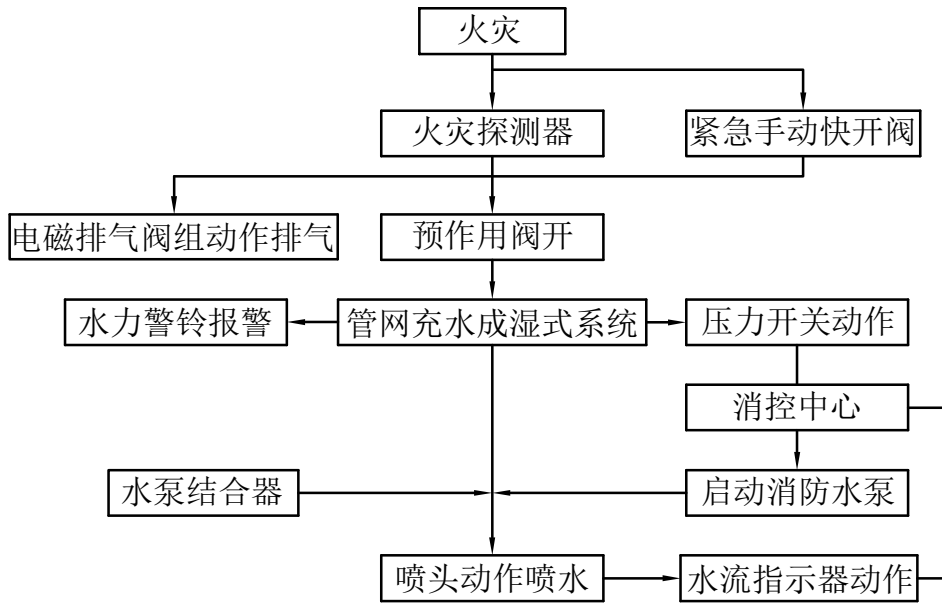 火灾
火灾探测器
紧急手动快开阀
电磁排气阀组动作排气
预作用阀开
水力警铃报警
管网充水成湿式系统
压力开关动作
消控中心
水泵结合器
启动消防水泵
喷头动作喷水
水流指示器动作